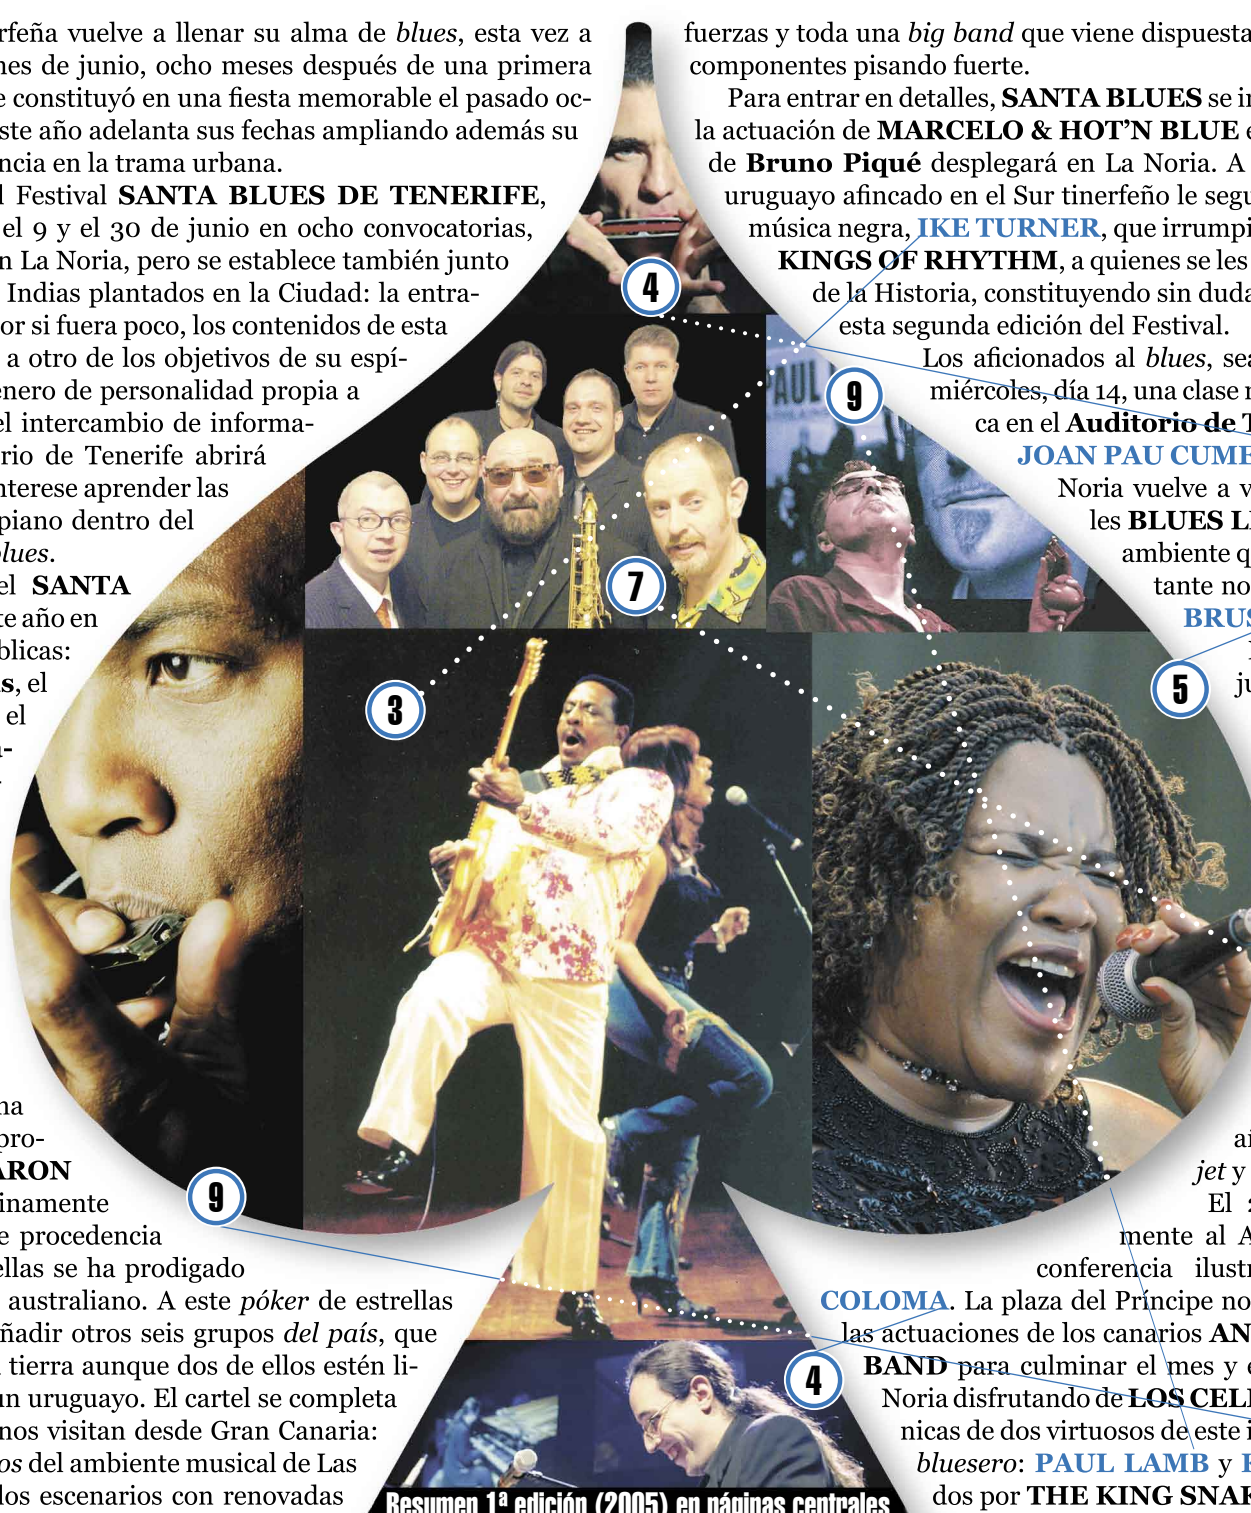 rfeña vuelve a llenar su alma de blues, esta vez a
nes de junio, ocho meses después de una primera
e constituyó en una fiesta memorable el pasado oc-
ste año adelanta sus fechas ampliando además su
ncia en la trama urbana.
l Festival SANTA BLUES DE TENERIFE,
el 9 y el 30 de junio en ocho convocatorias,
n La Noria, pero se establece también junto
Indias plantados en la Ciudad: la entra-
or si fuera poco, los contenidos de esta
a otro de los objetivos de su espí-
énero de personalidad propia a
el intercambio de informa-
rio de Tenerife abrirá
nterese aprender las
piano dentro del
blues.
el SANTA
te año en
blicas:
s, el
el
a-
na
pro-
ARON
inamente
e procedencia
ellas se ha prodigado
australiano. A este póker de estrellas
ñadir otros seis grupos del país, que
tierra aunque dos de ellos estén li-
un uruguayo. El cartel se completa
nos visitan desde Gran Canaria:
os del ambiente musical de Las
los escenarios con renovadas
4
PAUL
9
7
3
5
9
4
Resumen 1ª edición (2005) en páginas centrales
fuerzas y toda una big band que viene dispuesta
componentes pisando fuerte.
Para entrar en detalles, SANTA BLUES se in
la actuación de MARCELO & HOT'N BLUE e
de Bruno Piqué desplegará en La Noria. A
uruguayo afincado en el Sur tinerfeño le segu
música negra, IKE TURNER, que irrumpi
KINGS OF RHYTHM, a quienes se les
de la Historia, constituyendo sin duda
esta segunda edición del Festival.
Los aficionados al blues, sea
miércoles, día 14, una clase m
ca en el Auditorio de T
JOAN PAU CUME
Noria vuelve a v
les BLUES LI
ambiente q
tante no
BRUS
ju
ai
jet y
El 2
mente al A
conferencia ilustr
COLOMA. La plaza del Príncipe no
las actuaciones de los canarios AN
BAND para culminar el mes y e
Noria disfrutando de LOS CELI
nicas de dos virtuosos de este i
bluesero: PAUL LAMB y
dos por THE KING SNAK